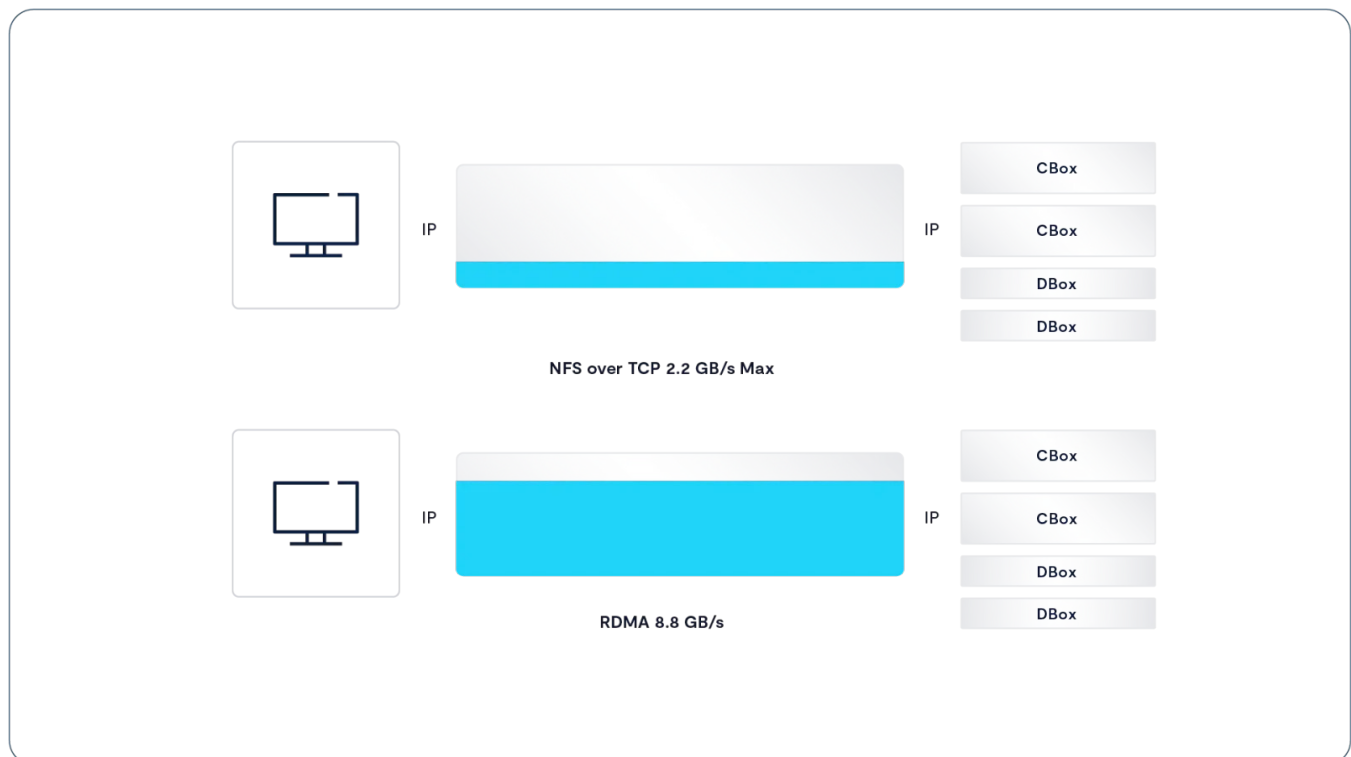 CBox
IP
IP
CBox
DBox
DBox
NFS over TCP 2.2 GB/s Max
CBox
IP
IP
CBox
DBox
DBox
RDMA 8.8 GB/s